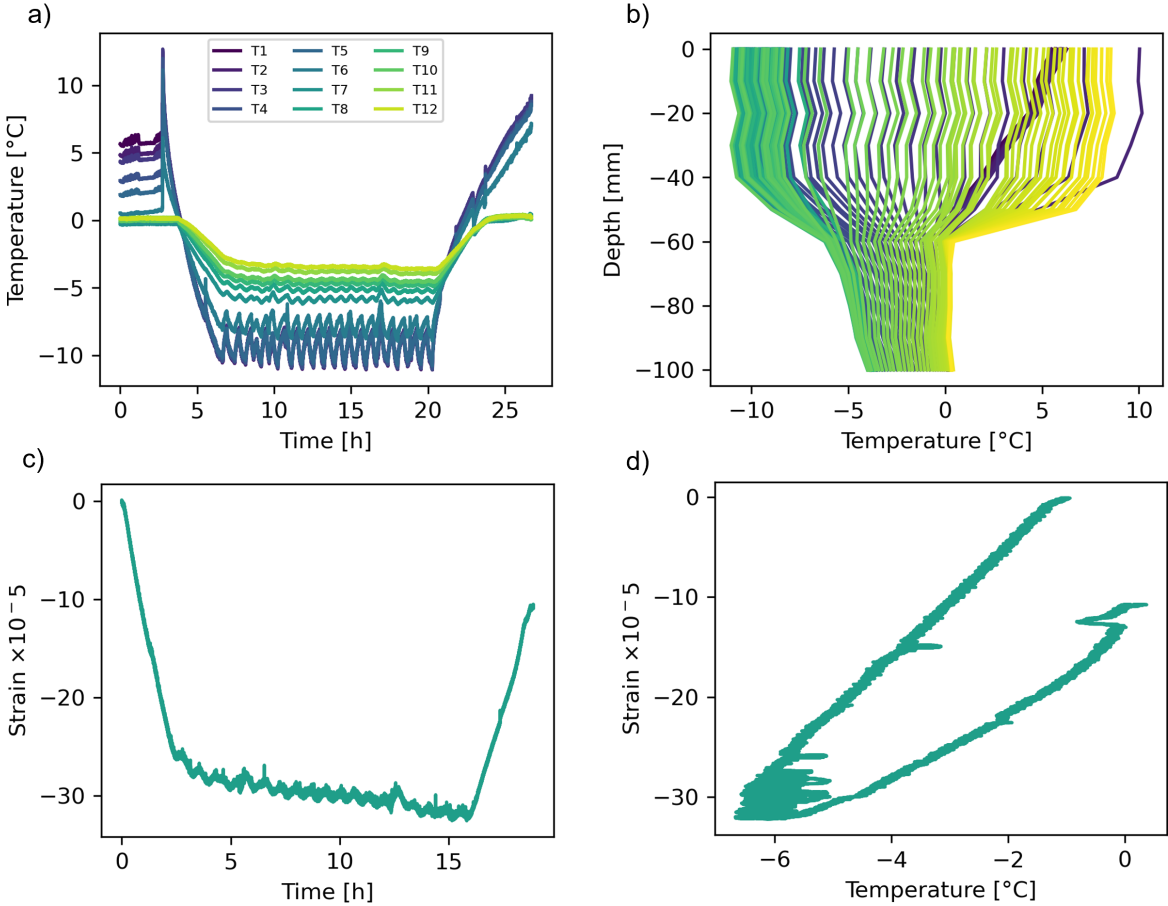 a)
T1 T5 T9
T2 T6 T10
T3 T7 T11
T4 T8 T12
10
5
0
−5
−10
0 5 10 15 20 25
Temperature [°C]
Time [h]
b)
0
−20
−40
−60
−80
−100
−10 −5 0 5 10
Depth [mm]
Temperature [°C]
c)
0
−10
−20
−30
0 5 10 15
Strain ×10⁻5
Time [h]
d)
0
−10
−20
−30
−6 −4 −2 0
Strain ×10⁻5
Temperature [°C]